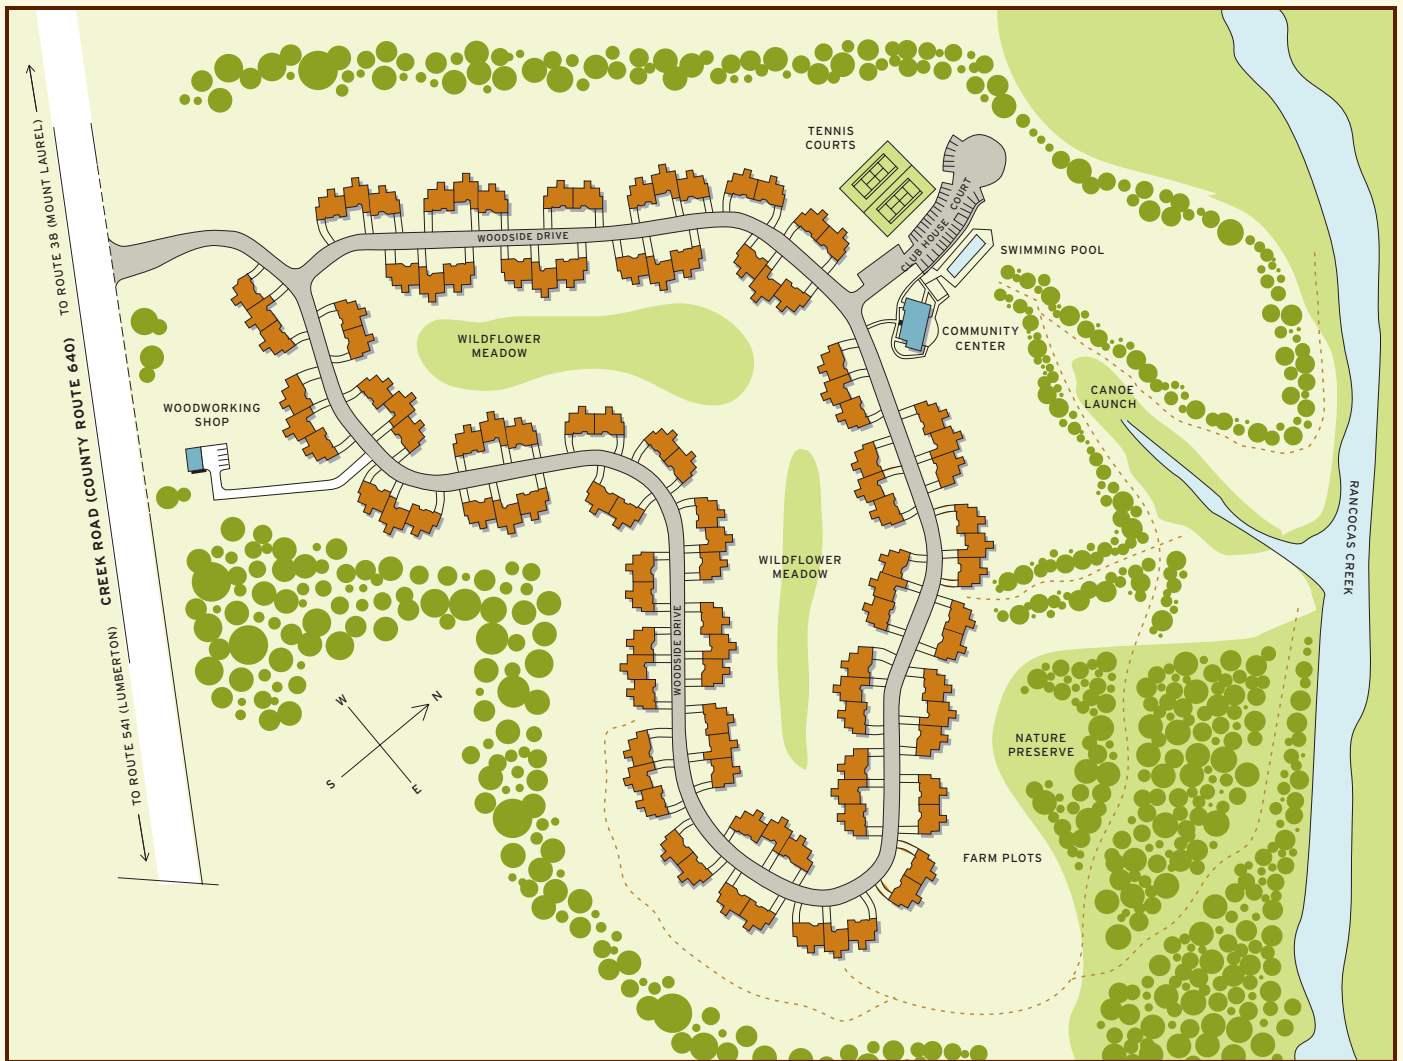 TENNIS
COURTS
TO ROUTE 38 (MOUNT LAUREL)
CLUB HOUSE COURT
WOODSIDE DRIVE
SWIMMING POOL
COMMUNITY
CENTER
WILDFLOWER
MEADOW
CREEK ROAD (COUNTY ROUTE 640)
WOODWORKING
SHOP
CANOE
LAUNCH
RANCOCAS CREEK
WILDFLOWER
MEADOW
WOODSIDE DRIVE
TO ROUTE 541 (LUMBERTON)
W
N
S
E
NATURE
PRESERVE
FARM PLOTS